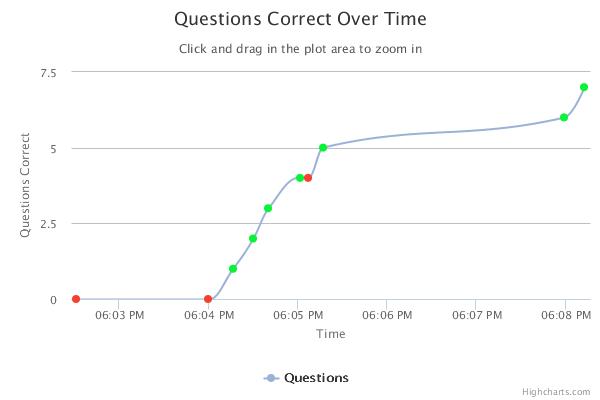 Questions Correct Over Time
Click and drag in the plot area to zoom in
7.5
5
2.5
0
Questions Correct
06:03 PM 06:04 PM 06:05 PM 06:06 PM 06:07 PM 06:08 PM
Time
Questions
Highcharts.com